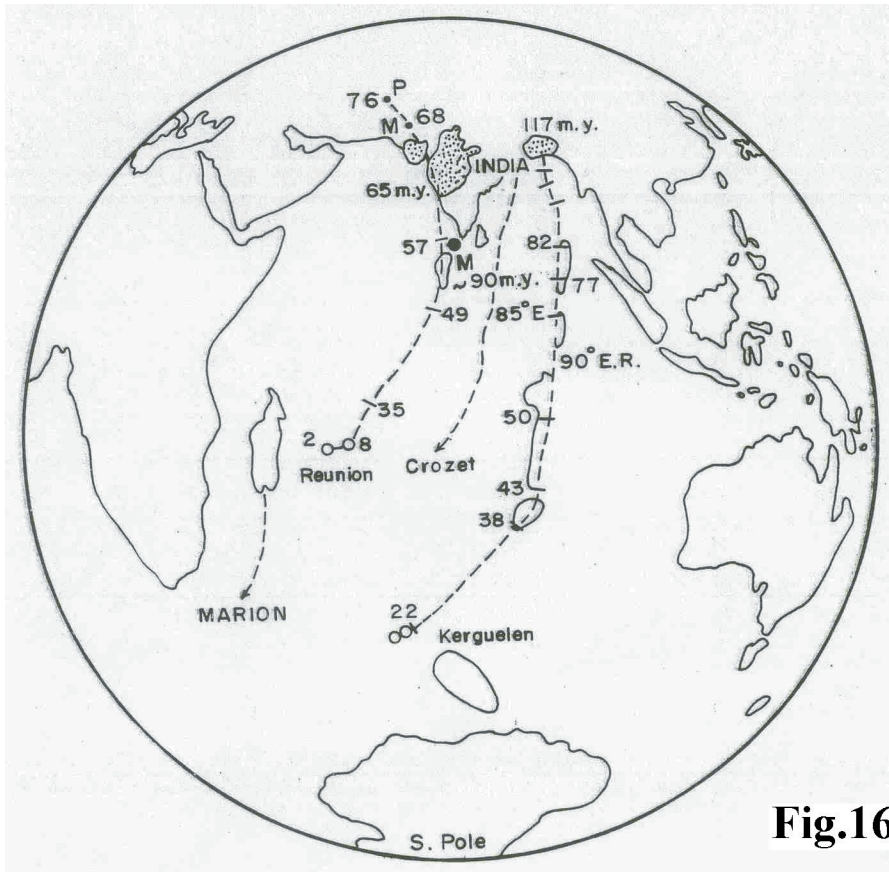 P
76
M 68
117 m.y.
INDIA
65 m.y.
57
82
M
~90 m.y.
77
49
85° E
90° E.R.
35
50
2
8
Reunion
Crozet
43
38
MARION
22
Kerguelen
Fig.16
S. Pole